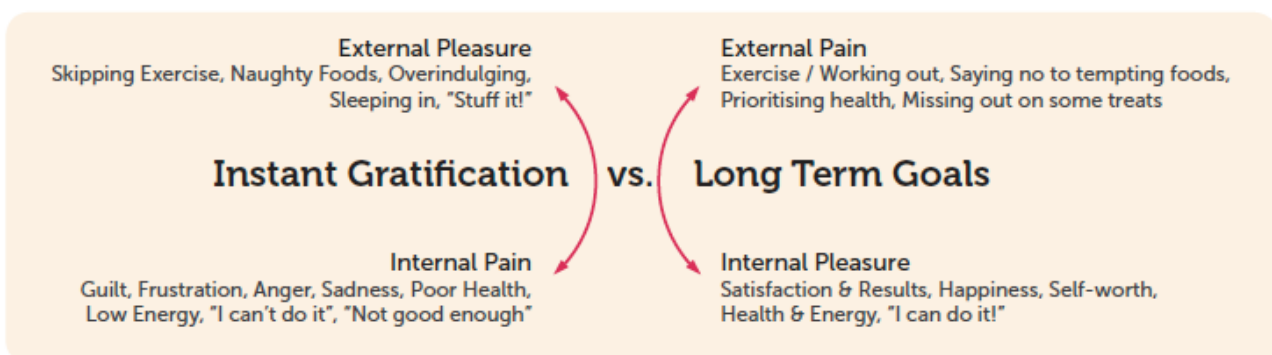 External Pleasure
Skipping Exercise, Naughty Foods, Overindulging,
Sleeping in, “Stuff it!”
External Pain
Exercise / Working out, Saying no to tempting foods,
Prioritising health, Missing out on some treats
Instant Gratification vs. Long Term Goals
Internal Pain
Guilt, Frustration, Anger, Sadness, Poor Health,
Low Energy, “I can’t do it”, “Not good enough”
Internal Pleasure
Satisfaction & Results, Happiness, Self-worth,
Health & Energy, “I can do it!”